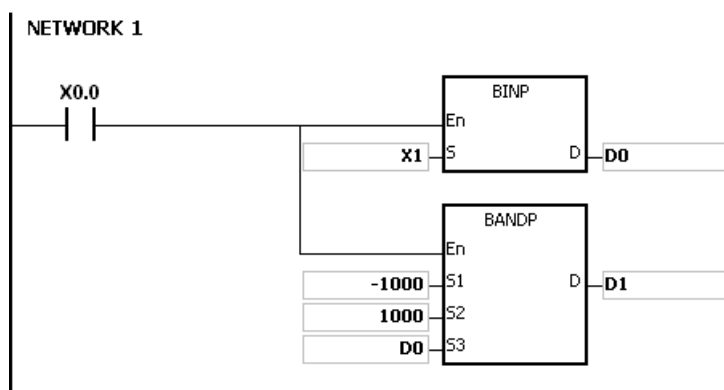 NETWORK 1
X0.0
BINP
En
X1 S D D0
BANDP
En
-1000 S1 D D1
1000 S2
D0 S3